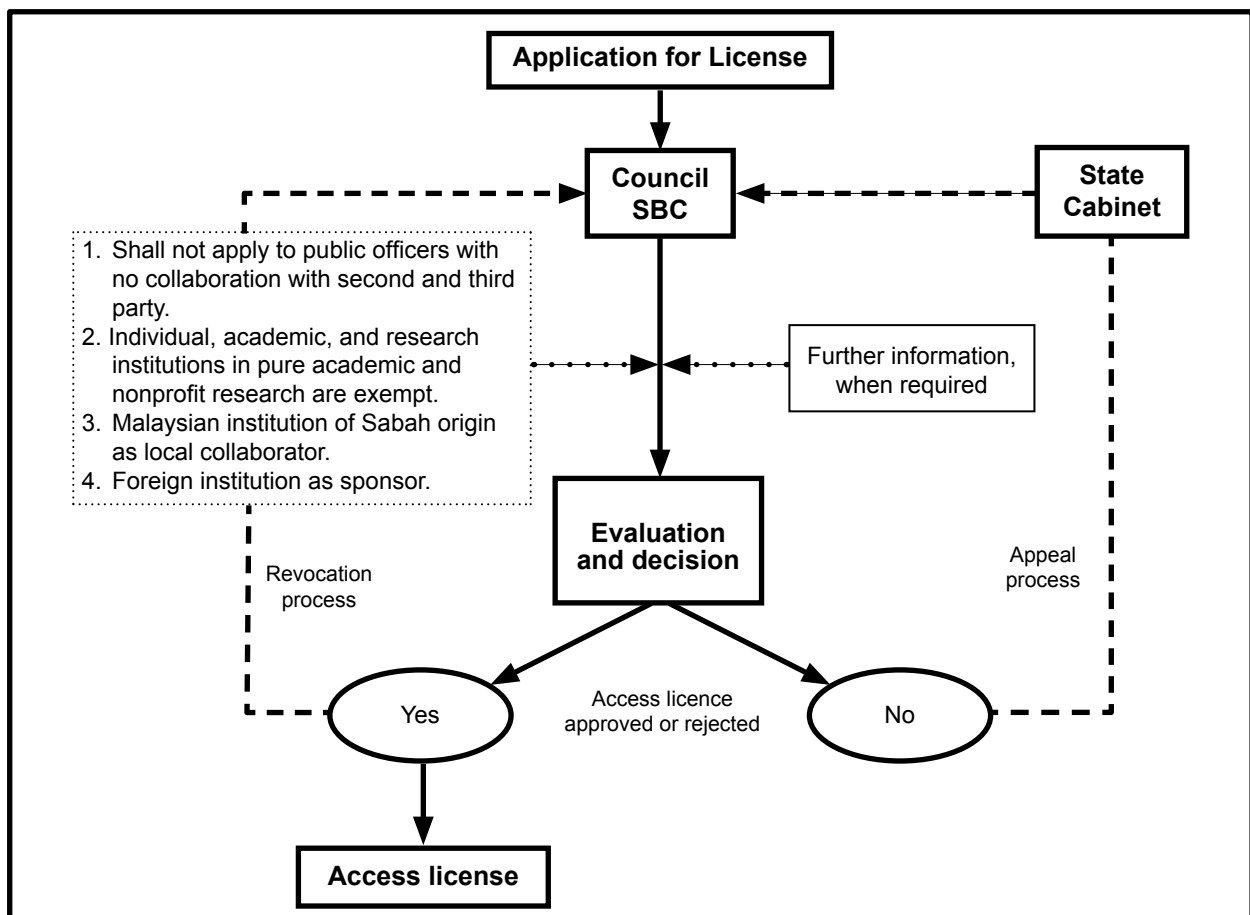 Application for License
Council
SBC
State
Cabinet
1. Shall not apply to public officers with
no collaboration with second and third
party.
2. Individual, academic, and research
institutions in pure academic and
nonprofit research are exempt.
3. Malaysian institution of Sabah origin
as local collaborator.
4. Foreign institution as sponsor.
Further information,
when required
Evaluation
and decision
Revocation
process
Appeal
process
Yes
Access licence
approved or rejected
No
Access license